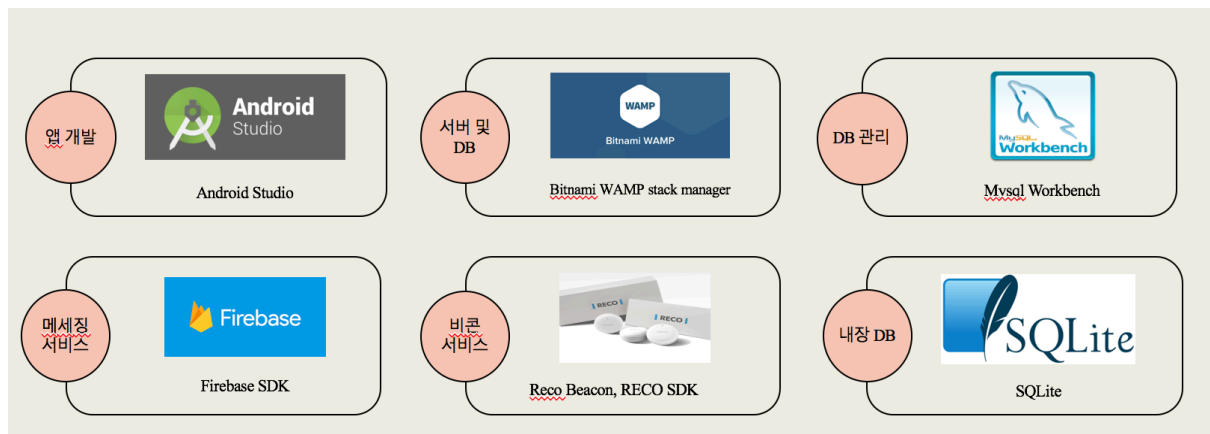 앱 개발
Android
Studio
Android Studio
서버 및
DB
WAMP
Bitnami WAMP
Bitnami WAMP stack manager
DB 관리
MySQL
Workbench
Mysql Workbench
메세징
서비스
Firebase
Firebase SDK
비콘
서비스
RECO
RECO
Reco Beacon, RECO SDK
내장 DB
SQLite
SQLite